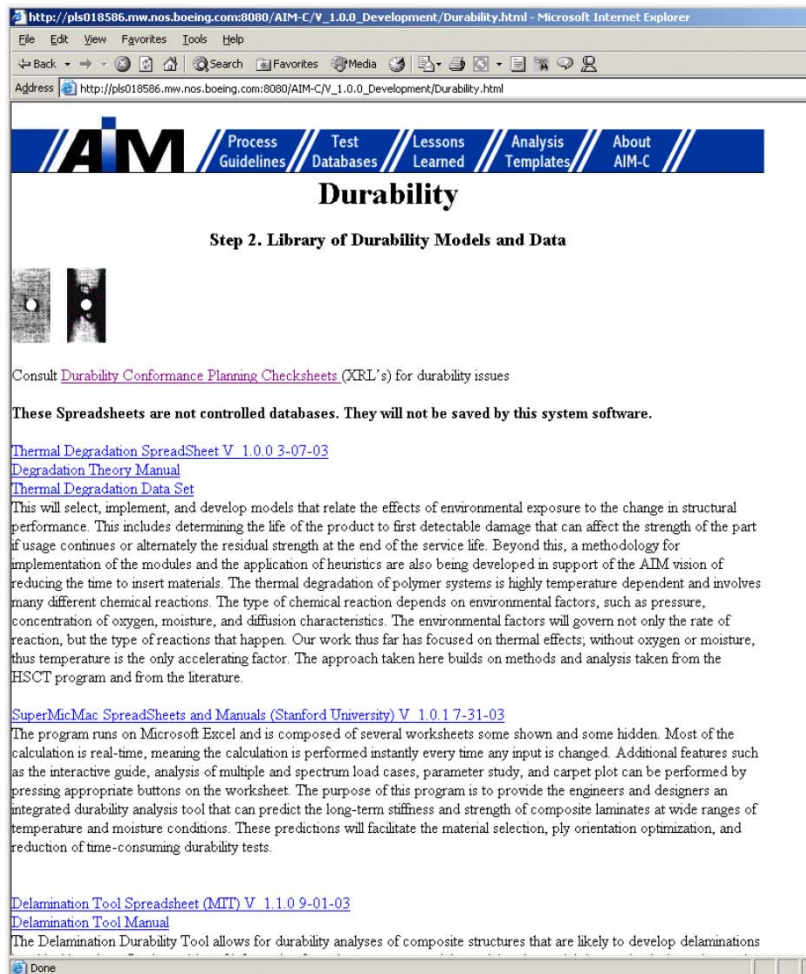 http://pls018586.mw.nos.boeing.com:8080/AIM-C/V_1.0.0_Development/Durability.html - Microsoft Internet Explorer
File Edit View Favorites Tools Help
Back Search Favorites Media
Address http://pls018586.mw.nos.boeing.com:8080/AIM-C/V_1.0.0_Development/Durability.html
AIM Process Guidelines Test Databases Lessons Learned Analysis Templates About AIM-C
Durability
Step 2. Library of Durability Models and Data
Consult Durability Conformance Planning Checksheets (XRL's) for durability issues
These Spreadsheets are not controlled databases. They will not be saved by this system software.
Thermal Degradation SpreadSheet V 1.0.0 3-07-03
Degradation Theory Manual
Thermal Degradation Data Set
This will select, implement, and develop models that relate the effects of environmental exposure to the change in structural
performance. This includes determining the life of the product to first detectable damage that can affect the strength of the part
if usage continues or alternately the residual strength at the end of the service life. Beyond this, a methodology for
implementation of the modules and the application of heuristics are also being developed in support of the AIM vision of
reducing the time to insert materials. The thermal degradation of polymer systems is highly temperature dependent and involves
many different chemical reactions. The type of chemical reaction depends on environmental factors, such as pressure,
concentration of oxygen, moisture, and diffusion characteristics. The environmental factors will govern not only the rate of
reaction, but the type of reactions that happen. Our work thus far has focused on thermal effects; without oxygen or moisture,
thus temperature is the only accelerating factor. The approach taken here builds on methods and analysis taken from the
HSCT program and from the literature.
SuperMicMac SpreadSheets and Manuals (Stanford University) V 1.0.1 7-31-03
The program runs on Microsoft Excel and is composed of several worksheets some shown and some hidden. Most of the
calculation is real-time, meaning the calculation is performed instantly every time any input is changed. Additional features such
as the interactive guide, analysis of multiple and spectrum load cases, parameter study, and carpet plot can be performed by
pressing appropriate buttons on the worksheet. The purpose of this program is to provide the engineers and designers an
integrated durability analysis tool that can predict the long-term stiffness and strength of composite laminates at wide ranges of
temperature and moisture conditions. These predictions will facilitate the material selection, ply orientation optimization, and
reduction of time-consuming durability tests.
Delamination Tool Spreadsheet (MIT) V 1.1.0 9-01-03
Delamination Tool Manual
The Delamination Durability Tool allows for durability analyses of composite structures that are likely to develop delaminations
Done